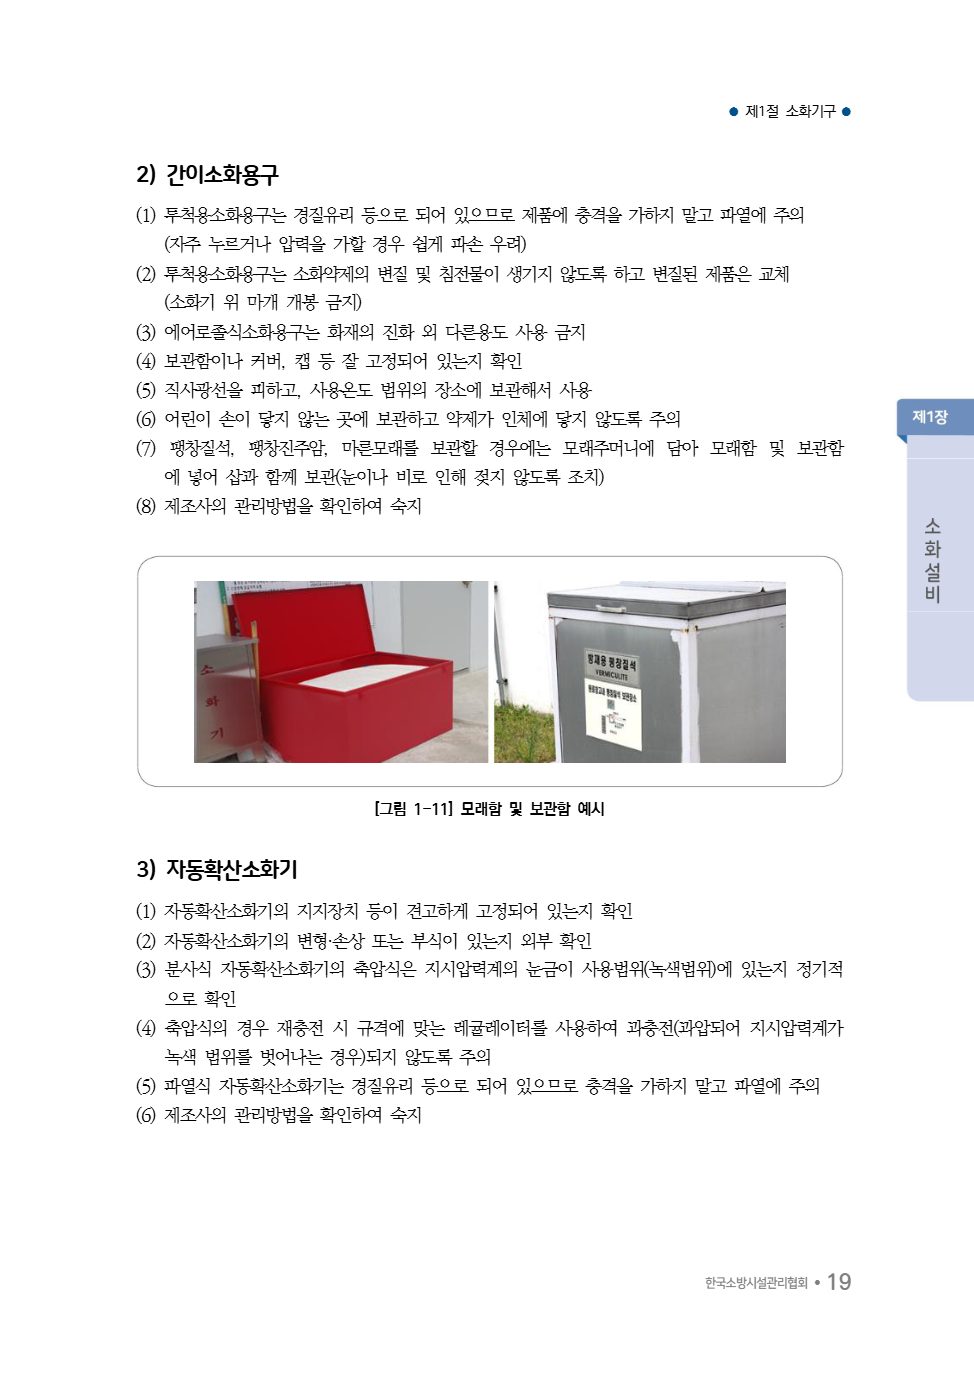 ● 제1절 소화기구 ●
2) 간이소화용구
(1) 투척용소화용구는 경질유리 등으로 되어 있으므로 제품에 충격을 가하지 말고 파열에 주의
(자주 누르거나 압력을 가할 경우 쉽게 파손 우려)
(2) 투척용소화용구는 소화약제의 변질 및 침전물이 생기지 않도록 하고 변질된 제품은 교체
(소화기 위 마개 개봉 금지)
(3) 에어로졸식소화용구는 화재의 진화 외 다른용도 사용 금지
(4) 보관함이나 커버, 캡 등 잘 고정되어 있는지 확인
(5) 직사광선을 피하고, 사용온도 범위의 장소에 보관해서 사용
(6) 어린이 손이 닿지 않는 곳에 보관하고 약제가 인체에 닿지 않도록 주의
(7) 팽창질석, 팽창진주암, 마른모래를 보관할 경우에는 모래주머니에 담아 모래함 및 보관함
에 넣어 삽과 함께 보관(눈이나 비로 인해 젖지 않도록 조치)
(8) 제조사의 관리방법을 확인하여 숙지
제1장
소화설비
소화기
방재용 팽창질석
VERMICULITE
[그림 1-11] 모래함 및 보관함 예시
3) 자동확산소화기
(1) 자동확산소화기의 지지장치 등이 견고하게 고정되어 있는지 확인
(2) 자동확산소화기의 변형·손상 또는 부식이 있는지 외부 확인
(3) 분사식 자동확산소화기의 축압식은 지시압력계의 눈금이 사용범위(녹색범위)에 있는지 정기적
으로 확인
(4) 축압식의 경우 재충전 시 규격에 맞는 레귤레이터를 사용하여 과충전(과압되어 지시압력계가
녹색 범위를 벗어나는 경우)되지 않도록 주의
(5) 파열식 자동확산소화기는 경질유리 등으로 되어 있으므로 충격을 가하지 말고 파열에 주의
(6) 제조사의 관리방법을 확인하여 숙지
한국소방시설관리협회 • 19